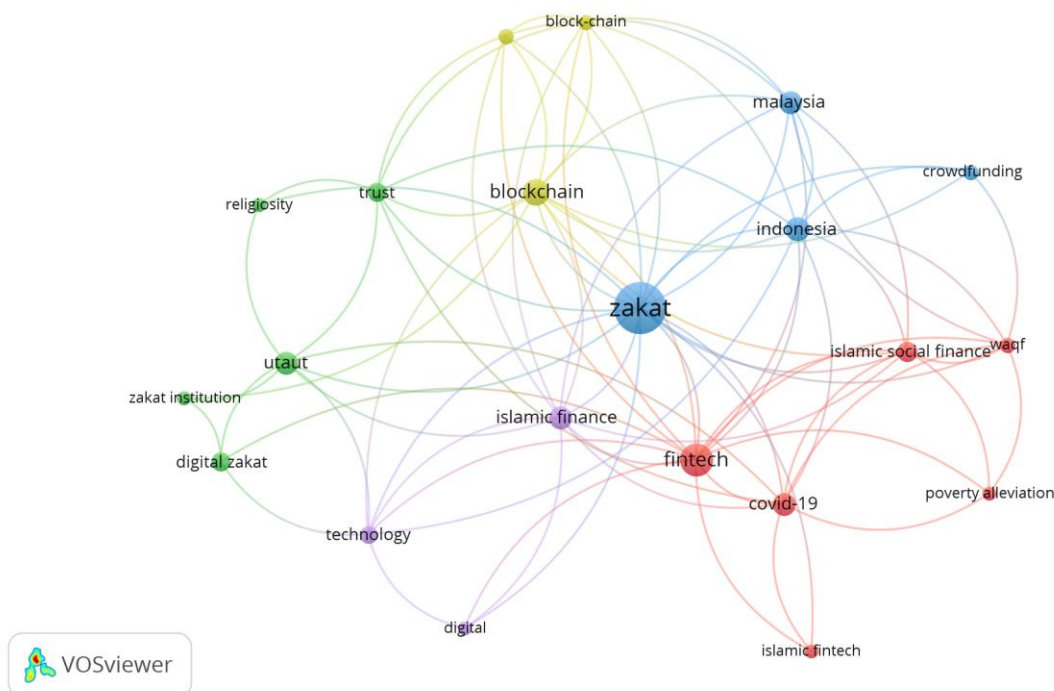 block-chain
malaysia
crowdfunding
trust
blockchain
religiosity
indonesia
zakat
islamic social finance
waqf
utaut
zakat institution
islamic finance
digital zakat
fintech
poverty alleviation
covid-19
technology
digital
islamic fintech
VOSviewer